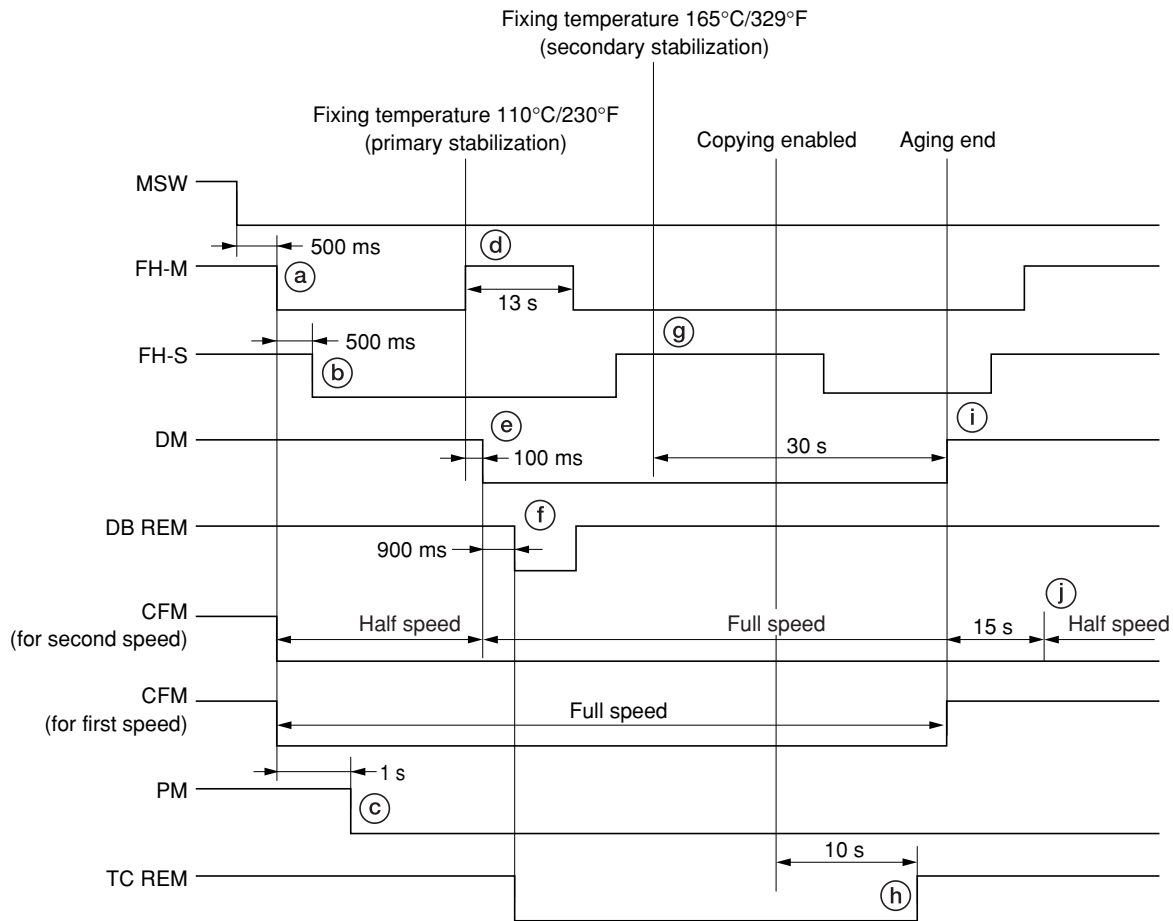 Fixing temperature 165°C/329°F
(secondary stabilization)
Fixing temperature 110°C/230°F
(primary stabilization)
Copying enabled
Aging end
MSW
500 ms
d
FH-M
a
13 s
500 ms
g
FH-S
b
e
i
DM
100 ms
30 s
f
DB REM
900 ms
j
CFM
(for second speed)
Half speed
Full speed
15 s
Half speed
CFM
(for first speed)
Full speed
1 s
PM
c
10 s
TC REM
h